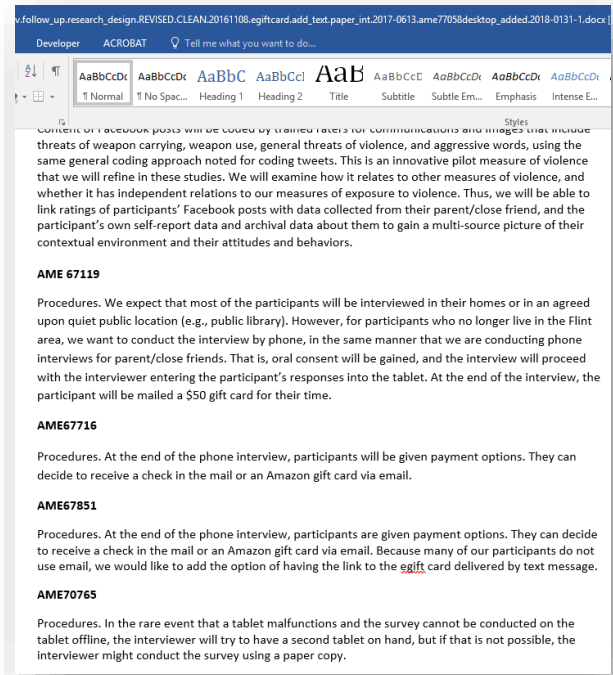 v.follow_up.research_design.REVISED.CLEAN.20161108.egiftcard.add_text.paper_int.2017-0613.ame77058desktop_added.2018-0131-1.docx [
Developer ACROBAT Tell me what you want to do...
AaBbCcDc AaBbCcDc AaBbC AaBbCcl AaB AaBbCcC AaBbCcDc AaBbCcDc AaBbCcDc
¶ Normal ¶ No Spac... Heading 1 Heading 2 Title Subtitle Subtle Em... Emphasis Intense E...
Styles
Content of Facebook posts will be coded by trained raters for communications and images that include
threats of weapon carrying, weapon use, general threats of violence, and aggressive words, using the
same general coding approach noted for coding tweets. This is an innovative pilot measure of violence
that we will refine in these studies. We will examine how it relates to other measures of violence, and
whether it has independent relations to our measures of exposure to violence. Thus, we will be able to
link ratings of participants' Facebook posts with data collected from their parent/close friend, and the
participant's own self-report data and archival data about them to gain a multi-source picture of their
contextual environment and their attitudes and behaviors.
AME 67119
Procedures. We expect that most of the participants will be interviewed in their homes or in an agreed
upon quiet public location (e.g., public library). However, for participants who no longer live in the Flint
area, we want to conduct the interview by phone, in the same manner that we are conducting phone
interviews for parent/close friends. That is, oral consent will be gained, and the interview will proceed
with the interviewer entering the participant's responses into the tablet. At the end of the interview, the
participant will be mailed a $50 gift card for their time.
AME67716
Procedures. At the end of the phone interview, participants will be given payment options. They can
decide to receive a check in the mail or an Amazon gift card via email.
AME67851
Procedures. At the end of the phone interview, participants are given payment options. They can decide
to receive a check in the mail or an Amazon gift card via email. Because many of our participants do not
use email, we would like to add the option of having the link to the egift card delivered by text message.
AME70765
Procedures. In the rare event that a tablet malfunctions and the survey cannot be conducted on the
tablet offline, the interviewer will try to have a second tablet on hand, but if that is not possible, the
interviewer might conduct the survey using a paper copy.